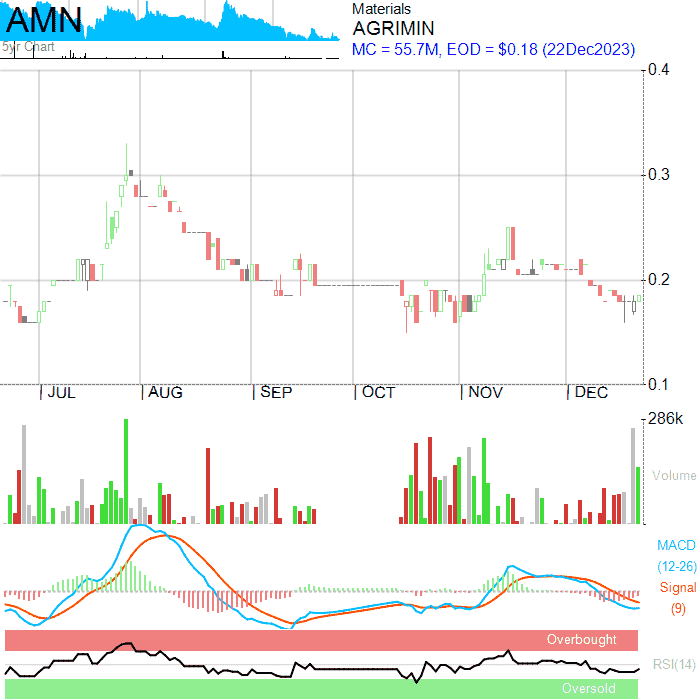 AMN
5yr Chart
Materials
AGRIMIN
MC = 55.7M, EOD = $0.18 (22Dec2023)
0.4
0.3
0.2
0.1
JUL AUG SEP OCT NOV DEC
286k
Volume
MACD
(12-26)
Signal
(9)
Overbought
RSI(14)
Oversold